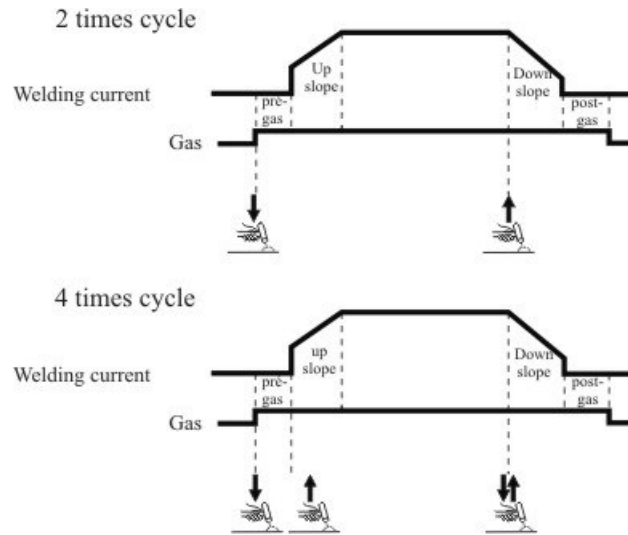 2 times cycle
Up
slope
Down
slope
Welding current
pre-
gas
post-
gas
Gas
4 times cycle
up
slope
Down
slope
Welding current
pre-
gas
post-
gas
Gas